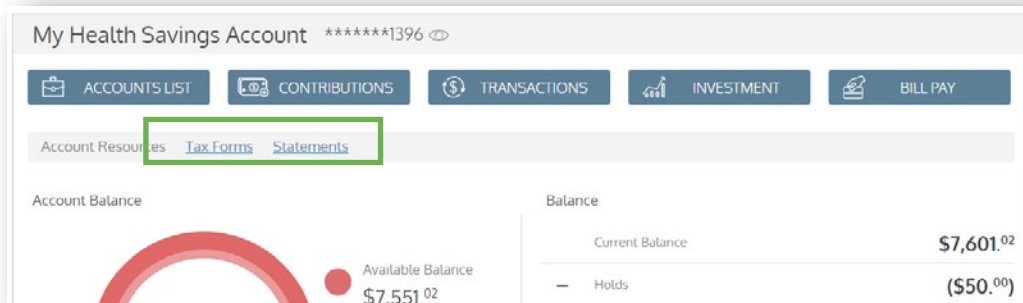 My Health Savings Account *******1396
ACCOUNTS LIST CONTRIBUTIONS TRANSACTIONS INVESTMENT BILL PAY
Account Resources Tax Forms Statements
Account Balance
Available Balance
$7,551.02
Balance
Current Balance $7,601.02
– Holds ($50.00)